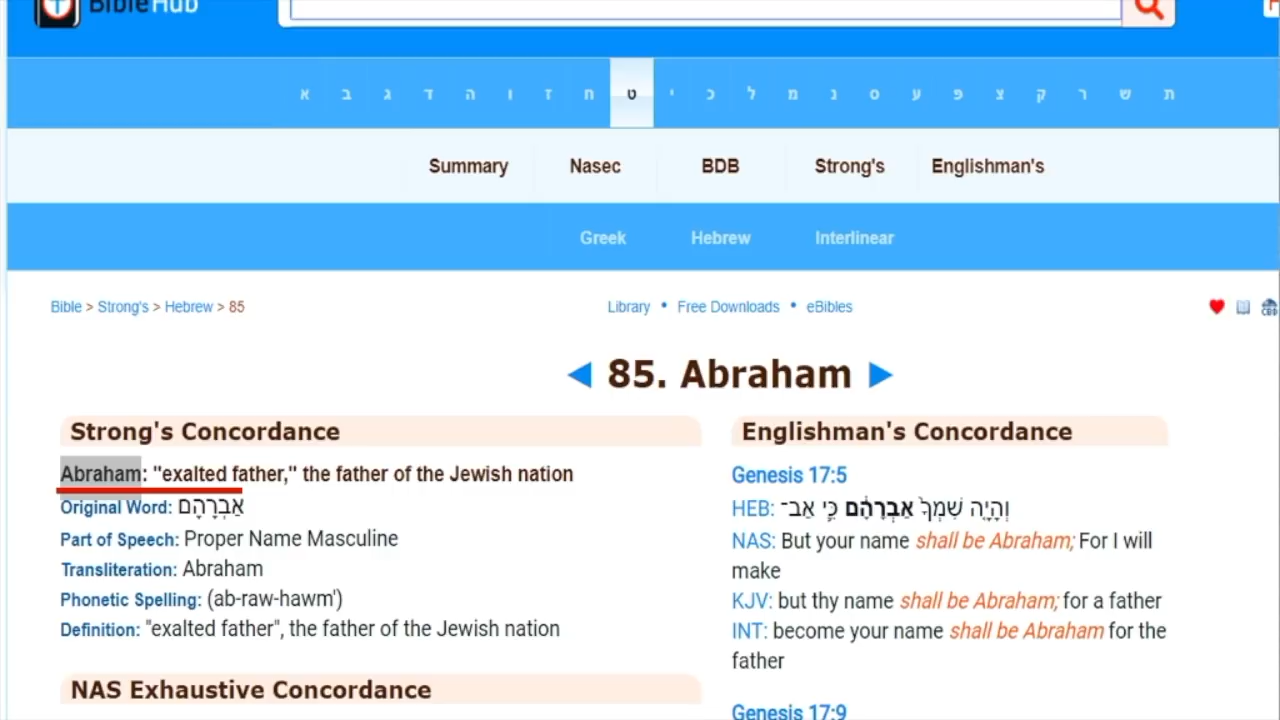 BibleHub
א ב ג ד ה ו ז ח ט י כ ל מ נ ס ע פ צ ק ר ש ת
Summary Nasec BDB Strong's Englishman's
Greek Hebrew Interlinear
Bible > Strong's > Hebrew > 85
Library • Free Downloads • eBibles
◄ 85. Abraham ►
Strong's Concordance
Abraham: "exalted father," the father of the Jewish nation
Original Word: אַבְרָהָם
Part of Speech: Proper Name Masculine
Transliteration: Abraham
Phonetic Spelling: (ab-raw-hawm')
Definition: "exalted father", the father of the Jewish nation
NAS Exhaustive Concordance
Englishman's Concordance
Genesis 17:5
HEB: וְהָיָ֤ה שִׁמְךָ֙ אַבְרָהָ֔ם כִּ֛י אַב־
NAS: But your name shall be Abraham; For I will
make
KJV: but thy name shall be Abraham; for a father
INT: become your name shall be Abraham for the
father
Genesis 17:9